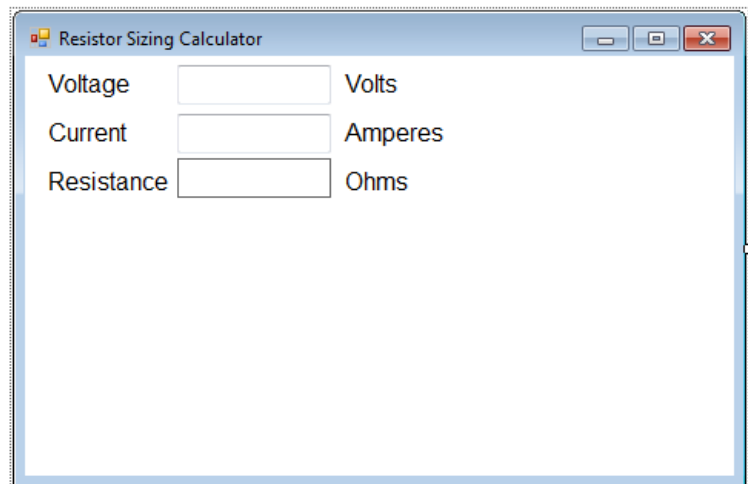 Resistor Sizing Calculator
Voltage Volts
Current Amperes
Resistance Ohms